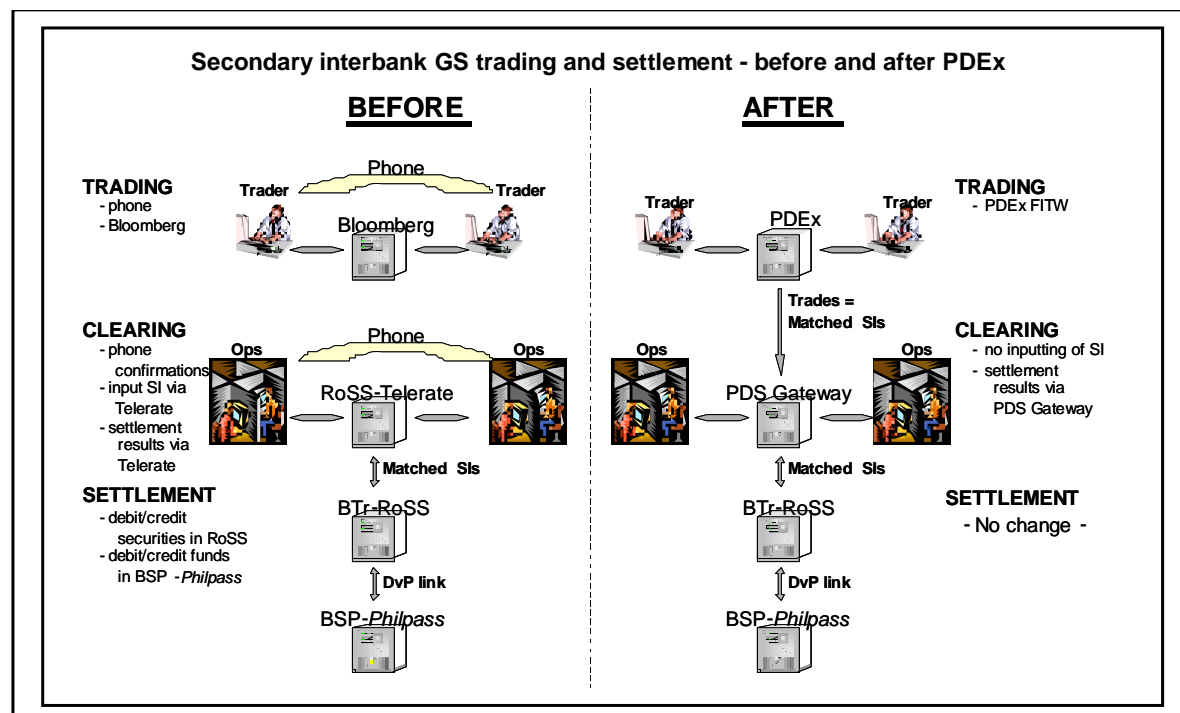 Secondary interbank GS trading and settlement - before and after PDEx
BEFORE
Phone
TRADING
- phone
- Bloomberg
Trader
Trader
Bloomberg
CLEARING
- phone
confirmations
- input SI via
Telerate
- settlement
results via
Telerate
Phone
Ops
Ops
RoSS-Telerate
Matched SIs
SETTLEMENT
- debit/credit
securities in RoSS
- debit/credit funds
in BSP - Philpass
BTr-RoSS
DvP link
BSP-Philpass
AFTER
Trader
Trader
PDEx
TRADING
- PDEx FITW
Trades =
Matched SIs
CLEARING
- no inputting of SI
- settlement
results via
PDS Gateway
Ops
Ops
PDS Gateway
Matched SIs
SETTLEMENT
- No change -
BTr-RoSS
DvP link
BSP-Philpass